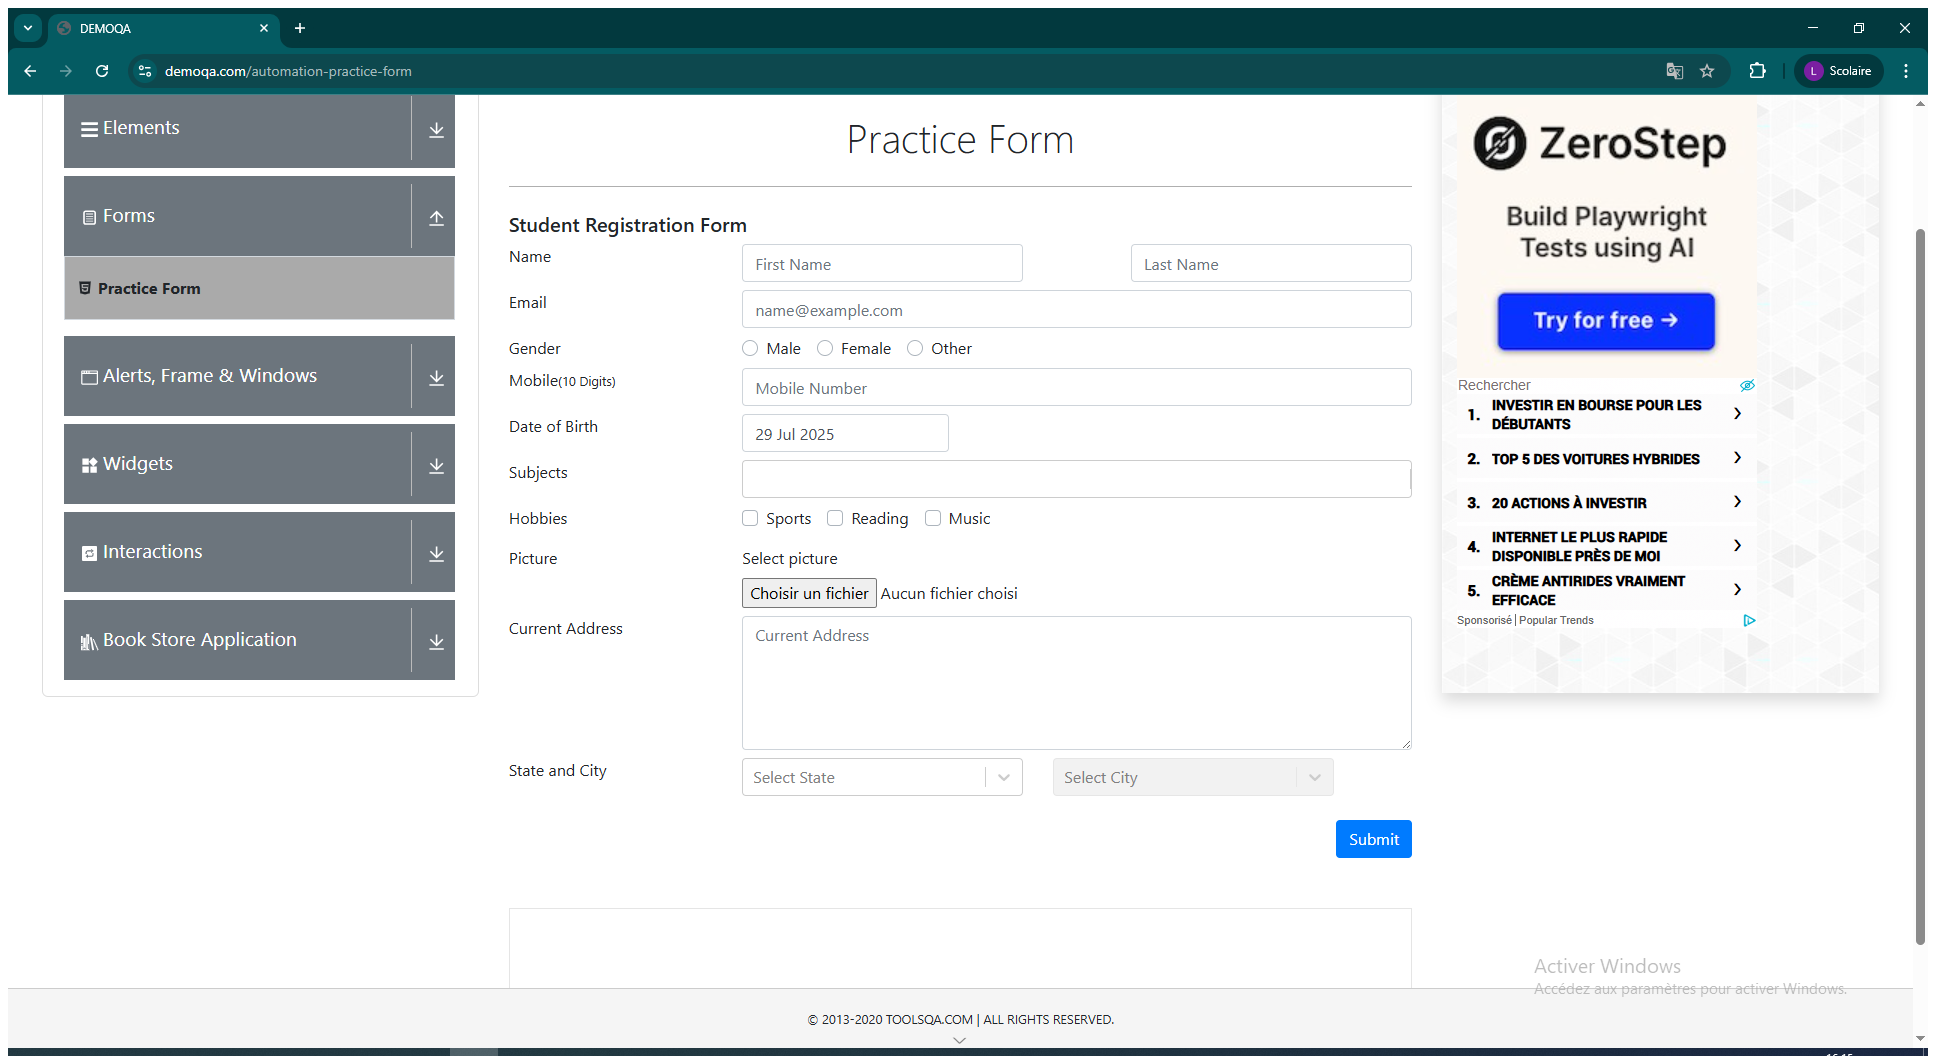 DEMOQA
demoqa.com/automation-practice-form
L Scolaire
Elements
Forms
Practice Form
Alerts, Frame & Windows
Widgets
Interactions
Book Store Application
Practice Form
Student Registration Form
Name First Name Last Name
Email name@example.com
Gender Male Female Other
Mobile(10 Digits) Mobile Number
Date of Birth 29 Jul 2025
Subjects
Hobbies Sports Reading Music
Picture Select picture
Choisir un fichier Aucun fichier choisi
Current Address Current Address
State and City Select State Select City
Submit
ZeroStep
Build Playwright
Tests using AI
Try for free →
Rechercher
1. INVESTIR EN BOURSE POUR LES
DÉBUTANTS
2. TOP 5 DES VOITURES HYBRIDES
3. 20 ACTIONS À INVESTIR
4. INTERNET LE PLUS RAPIDE
DISPONIBLE PRÈS DE MOI
5. CRÈME ANTIRIDES VRAIMENT
EFFICACE
Sponsorisé | Popular Trends
Activer Windows
Accédez aux paramètres pour activer Windows.
© 2013-2020 TOOLSQA.COM | ALL RIGHTS RESERVED.